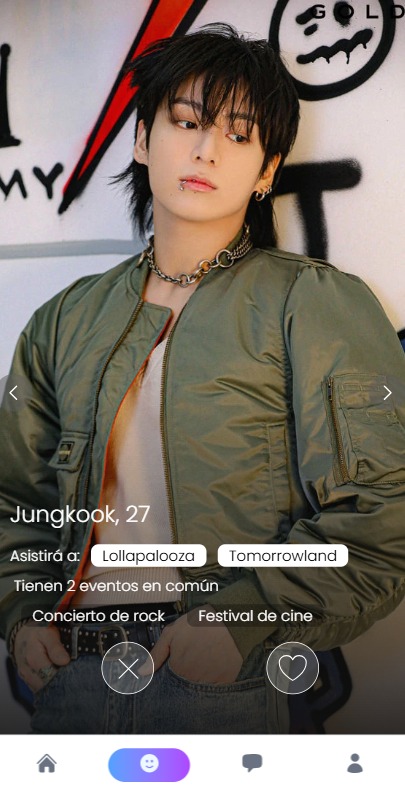 GOLD
MY
T
Jungkook, 27
Asistirá a: Lollapalooza Tomorrowland
Tienen 2 eventos en común
Concierto de rock Festival de cine